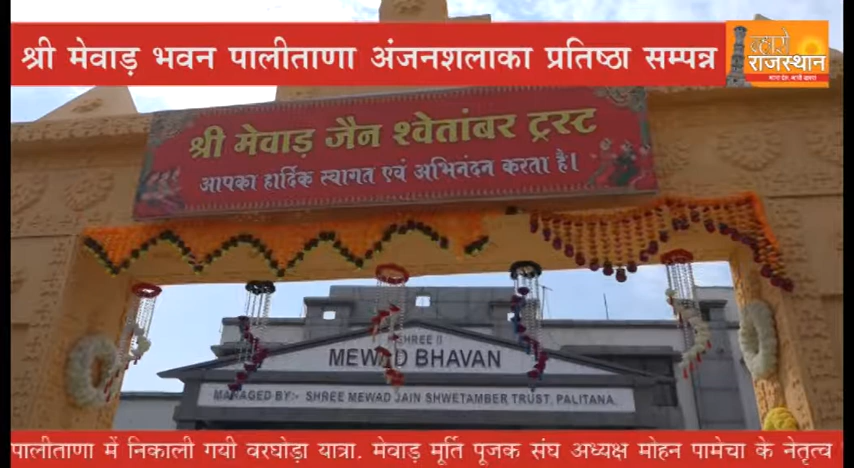 श्री मेवाड़ भवन पालीताणा अंजनशलाका प्रतिष्ठा सम्पन्न
म्हारो
राजस्थान
श्री मेवाड़ जैन श्वेतांबर ट्रस्ट
आपका हार्दिक स्वागत एवं अभिनंदन करता है।
SHREE
MEWAD BHAVAN
MANAGED BY:- SHREE MEWAD JAIN SHWETAMBER TRUST, PALITANA.
पालीताणा में निकाली गयी वरघोड़ा यात्रा. मेवाड़ मूर्ति पूजक संघ अध्यक्ष मोहन पामेचा के नेतृत्व